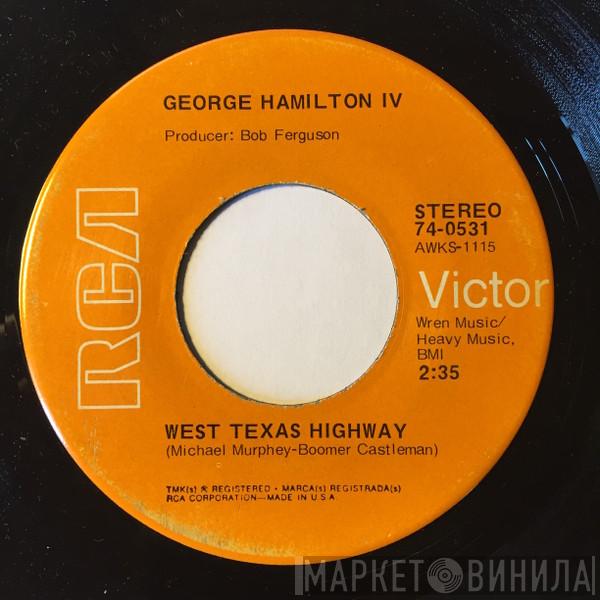 GEORGE HAMILTON IV
Producer: Bob Ferguson
RCA
STEREO
74-0531
AWKS-1115
Victor
Wren Music/
Heavy Music,
BMI
2:35
WEST TEXAS HIGHWAY
(Michael Murphey-Boomer Castleman)
TMK(s) ® REGISTERED • MARCA(s) REGISTRADA(s)
RCA CORPORATION—MADE IN U.S.A.
МАРКЕТ ВИНИЛА